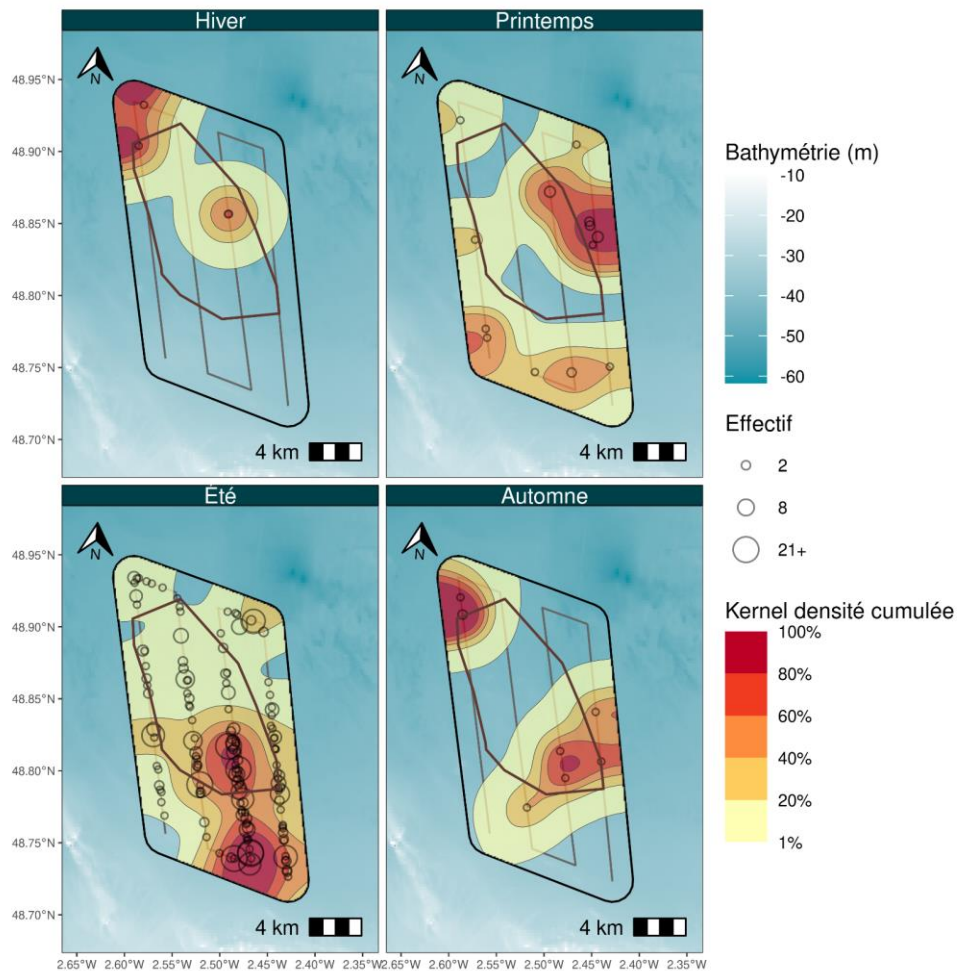 Hiver
Printemps
48.95°N
48.90°N
48.85°N
48.80°N
48.75°N
48.70°N
N
N
4 km
4 km
Été
Automne
48.95°N
48.90°N
48.85°N
48.80°N
48.75°N
48.70°N
N
N
4 km
4 km
2.65°W 2.60°W 2.55°W 2.50°W 2.45°W 2.40°W 2.35°W
2.65°W 2.60°W 2.55°W 2.50°W 2.45°W 2.40°W 2.35°W
Bathymétrie (m)
-10
-20
-30
-40
-50
-60
Effectif
2
8
21+
Kernel densité cumulée
100%
80%
60%
40%
20%
1%